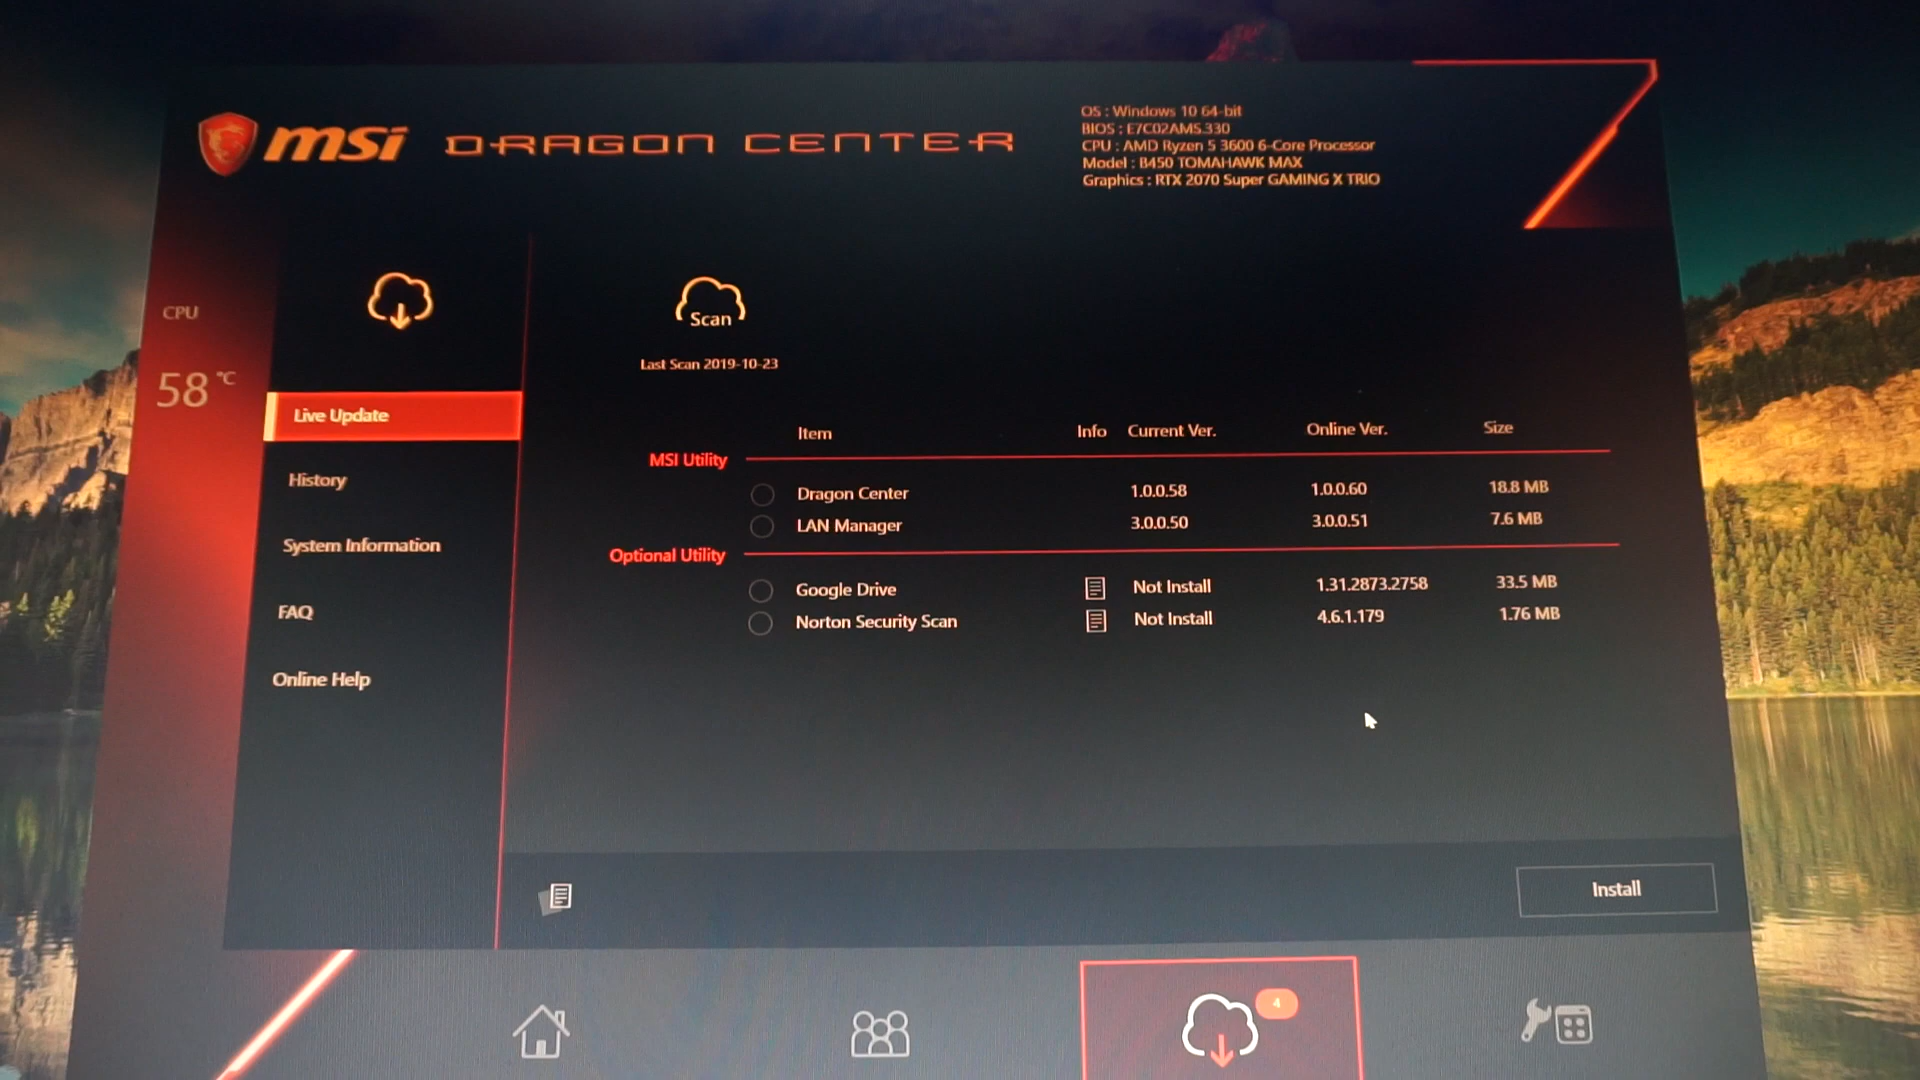 msi DRAGON CENTER
OS : Windows 10 64-bit
BIOS : E7C02AMS.330
CPU : AMD Ryzen 5 3600 6-Core Processor
Model : B450 TOMAHAWK MAX
Graphics : RTX 2070 Super GAMING X TRIO
CPU
58 °C
Live Update
History
System Information
FAQ
Online Help
Scan
Last Scan 2019-10-23
Item Info Current Ver. Online Ver. Size
MSI Utility
Dragon Center 1.0.0.58 1.0.0.60 18.8 MB
LAN Manager 3.0.0.50 3.0.0.51 7.6 MB
Optional Utility
Google Drive Not Install 1.31.2873.2758 33.5 MB
Norton Security Scan Not Install 4.6.1.179 1.76 MB
Install
4